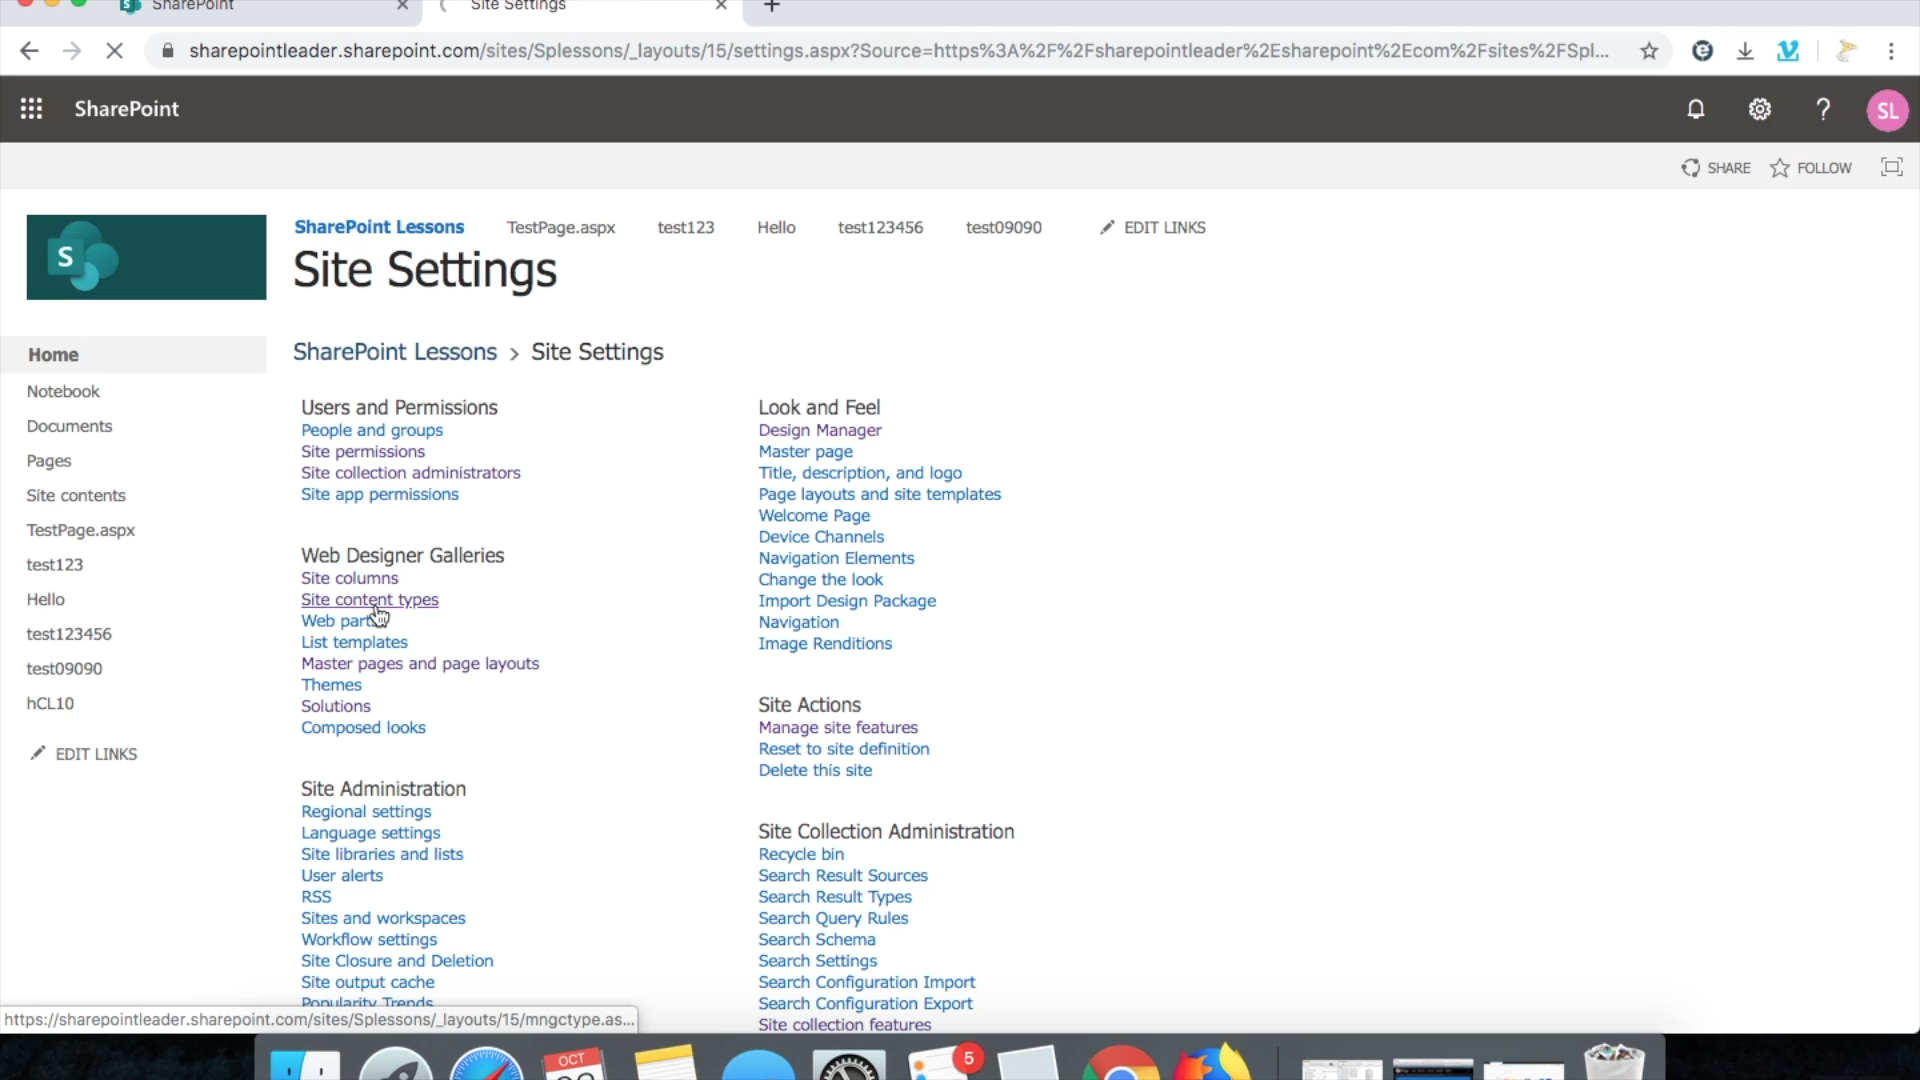 SharePoint
Site Settings
sharepointleader.sharepoint.com/sites/Splessons/_layouts/15/settings.aspx?Source=https%3A%2F%2Fsharepointleader%2Esharepoint%2Ecom%2Fsites%2FSpl...
SharePoint
SL
SHARE
FOLLOW
S
SharePoint Lessons
TestPage.aspx
test123
Hello
test123456
test09090
EDIT LINKS
Site Settings
SharePoint Lessons > Site Settings
Home
Notebook
Documents
Pages
Site contents
TestPage.aspx
test123
Hello
test123456
test09090
hCL10
EDIT LINKS
Users and Permissions
People and groups
Site permissions
Site collection administrators
Site app permissions
Web Designer Galleries
Site columns
Site content types
Web part
List templates
Master pages and page layouts
Themes
Solutions
Composed looks
Site Administration
Regional settings
Language settings
Site libraries and lists
User alerts
RSS
Sites and workspaces
Workflow settings
Site Closure and Deletion
Site output cache
Popularity Trends
Look and Feel
Design Manager
Master page
Title, description, and logo
Page layouts and site templates
Welcome Page
Device Channels
Navigation Elements
Change the look
Import Design Package
Navigation
Image Renditions
Site Actions
Manage site features
Reset to site definition
Delete this site
Site Collection Administration
Recycle bin
Search Result Sources
Search Result Types
Search Query Rules
Search Schema
Search Settings
Search Configuration Import
Search Configuration Export
Site collection features
https://sharepointleader.sharepoint.com/sites/Splessons/_layouts/15/mngctype.as...
OCT
5